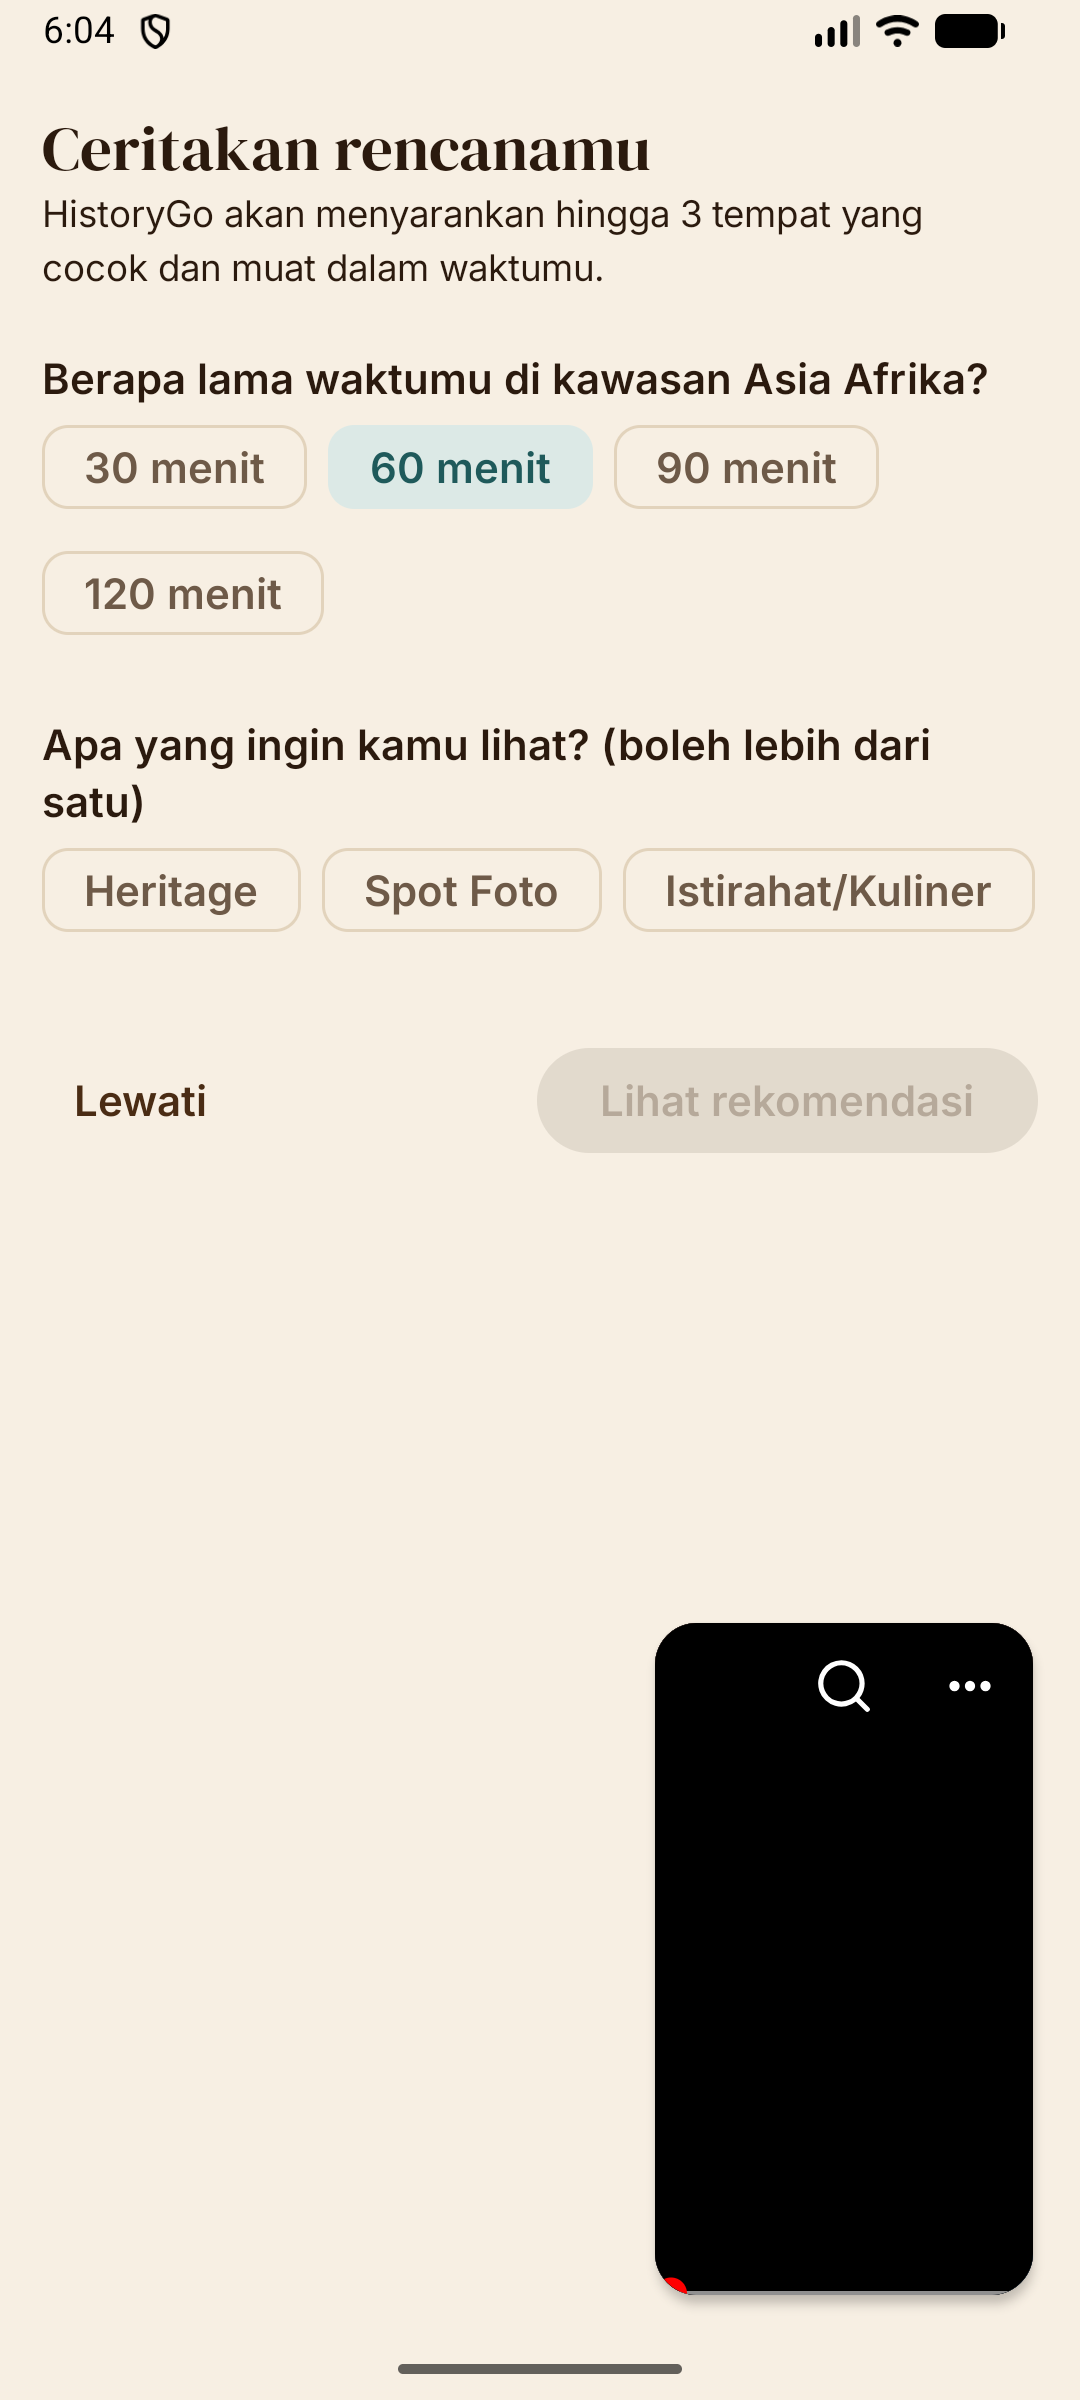 6:04
Ceritakan rencanamu
HistoryGo akan menyarankan hingga 3 tempat yang
cocok dan muat dalam waktumu.
Berapa lama waktumu di kawasan Asia Afrika?
30 menit 60 menit 90 menit
120 menit
Apa yang ingin kamu lihat? (boleh lebih dari
satu)
Heritage Spot Foto Istirahat/Kuliner
Lewati Lihat rekomendasi